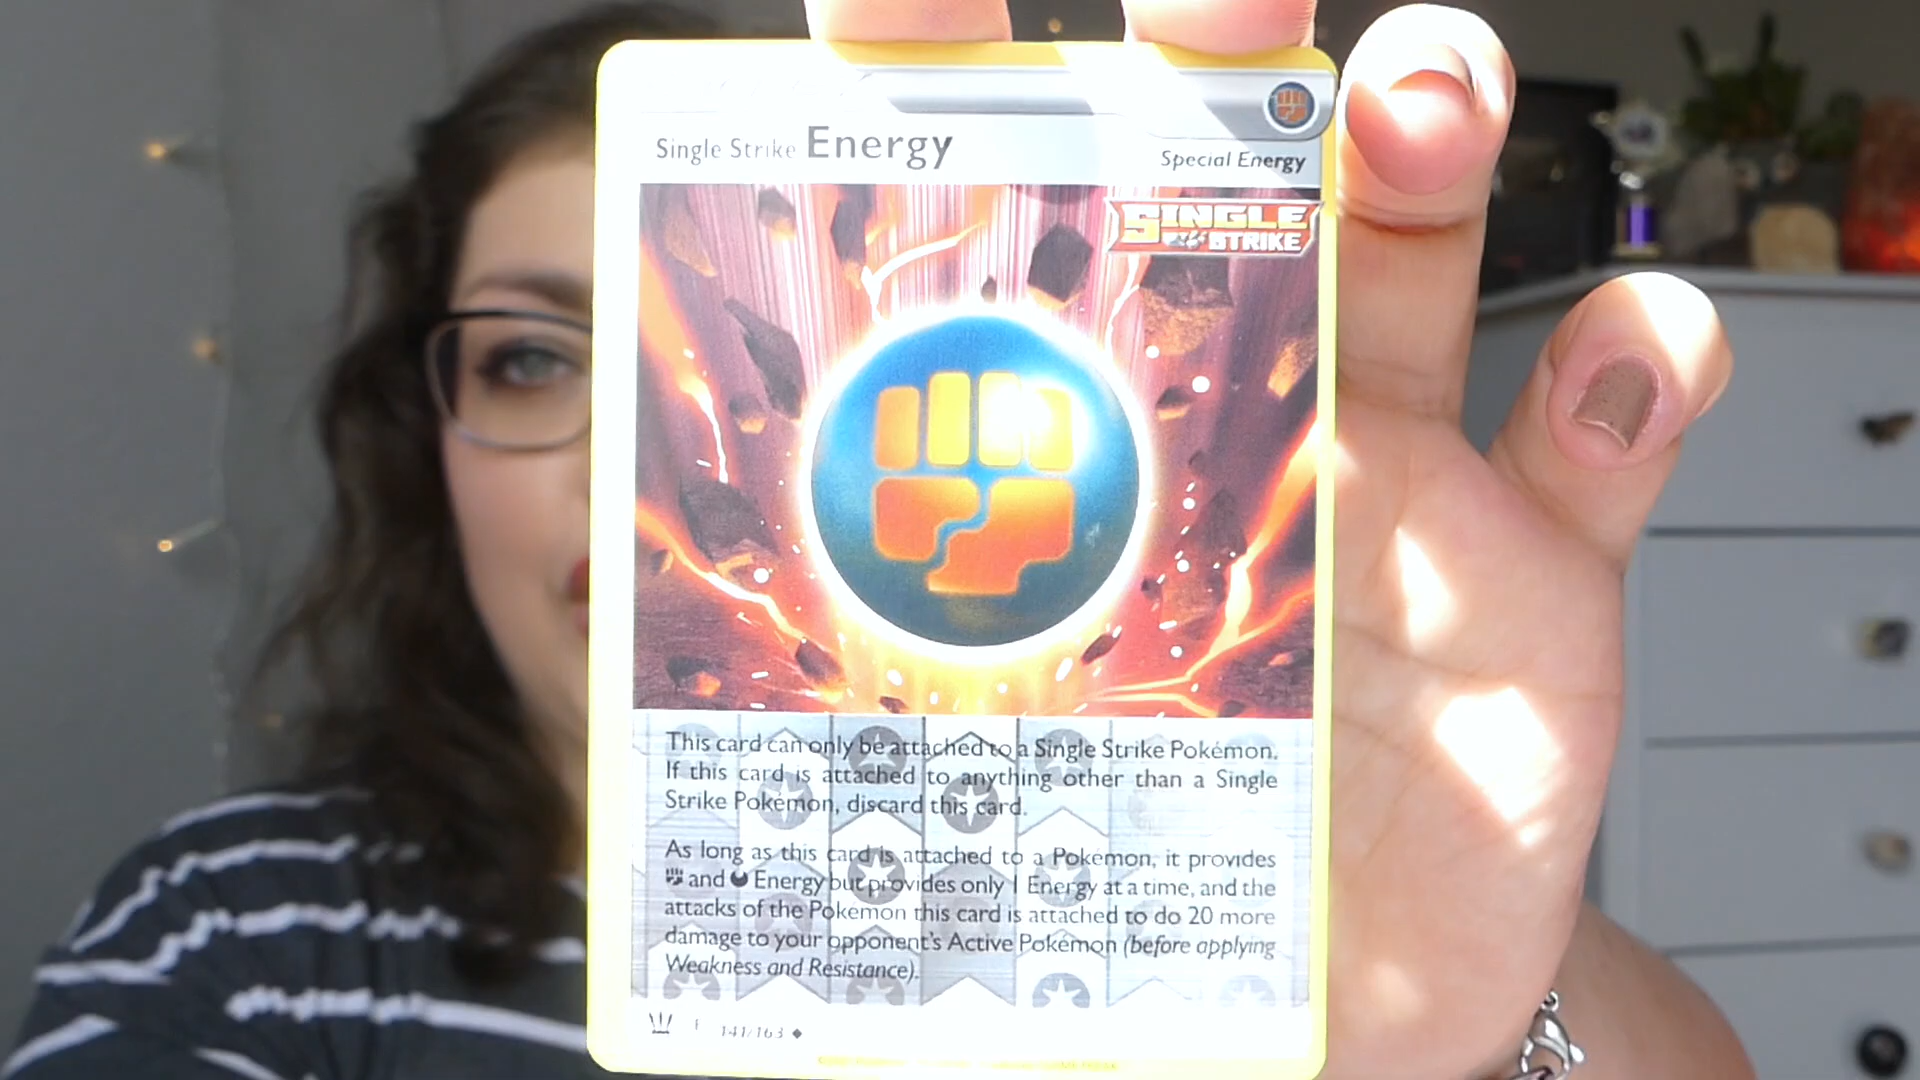 Single Strike Energy
Special Energy
SINGLE
STRIKE
This card can only be attached to a Single Strike Pokémon.
If this card is attached to anything other than a Single
Strike Pokémon, discard this card.
As long as this card is attached to a Pokémon, it provides
and Energy but provides only 1 Energy at a time, and the
attacks of the Pokémon this card is attached to do 20 more
damage to your opponent's Active Pokémon (before applying
Weakness and Resistance).
F 141/163